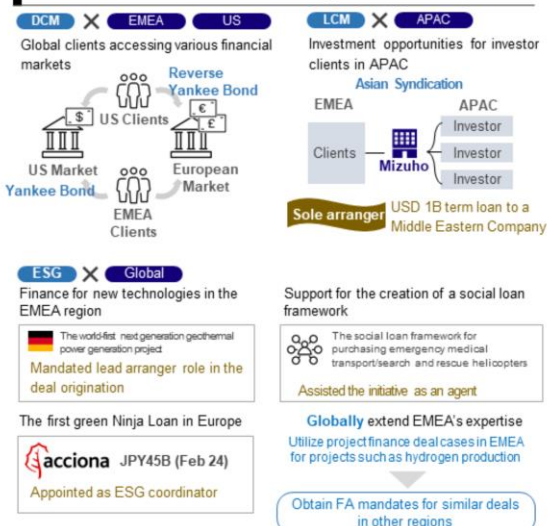 DCM × EMEA US
Global clients accessing various financial
markets
Reverse
Yankee Bond
$
US Clients
€
€
US Market
European
Market
Yankee Bond
EMEA
Clients
LCM × APAC
Investment opportunities for investor
clients in APAC
Asian Syndication
EMEA
APAC
Clients
Mizuho
Investor
Investor
Investor
Sole arranger
USD 1B term loan to a
Middle Eastern Company
ESG × Global
Finance for new technologies in the
EMEA region
The world-first next generation geothermal
power generation project
Mandated lead arranger role in the
deal origination
The first green Ninja Loan in Europe
acciona JPY45B (Feb 24)
Appointed as ESG coordinator
Support for the creation of a social loan
framework
The social loan framework for
purchasing emergency medical
transport/search and rescue helicopters
Assisted the initiative as an agent
Globally extend EMEA's expertise
Utilize project finance deal cases in EMEA
for projects such as hydrogen production
Obtain FA mandates for similar deals
in other regions